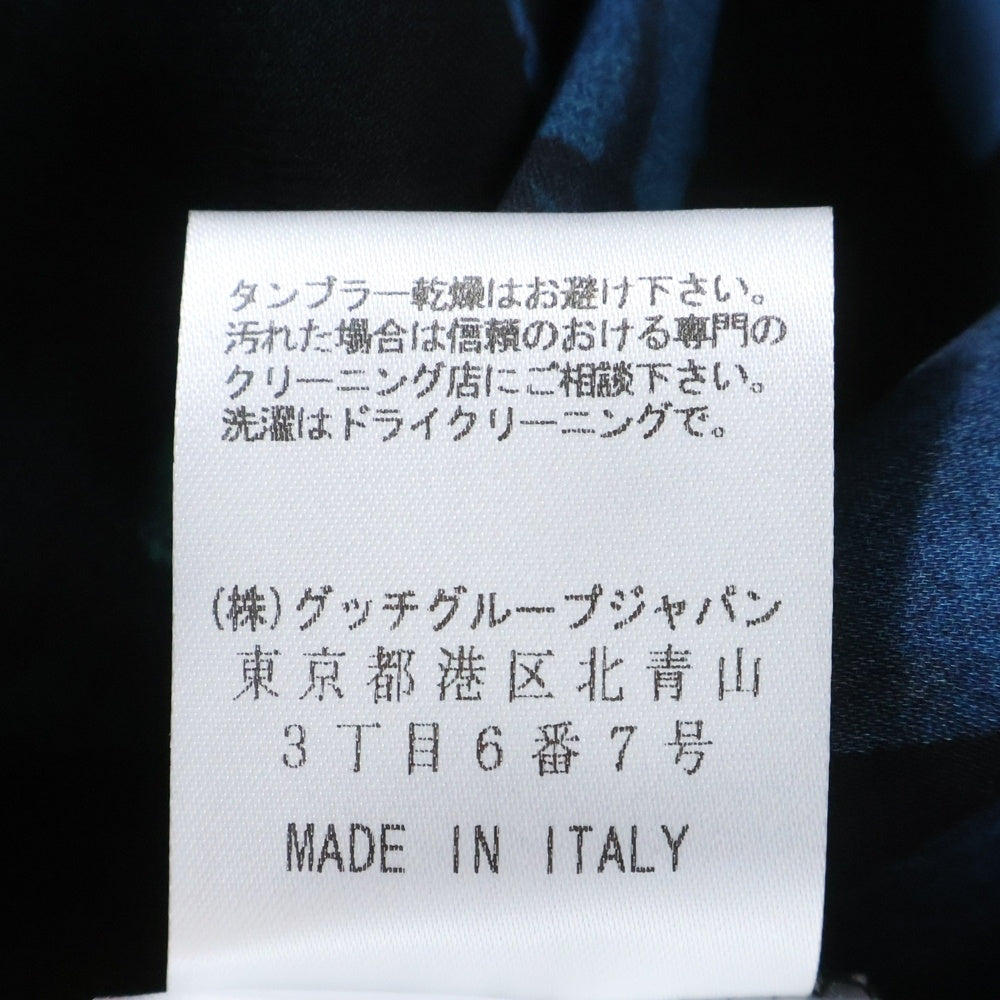 タンブラー乾燥はお避け下さい。
汚れた場合は信頼のおける専門の
クリーニング店にご相談下さい。
洗濯はドライクリーニングで。
(株)グッチグループジャパン
東京都港区北青山
3丁目6番7号
MADE IN ITALY